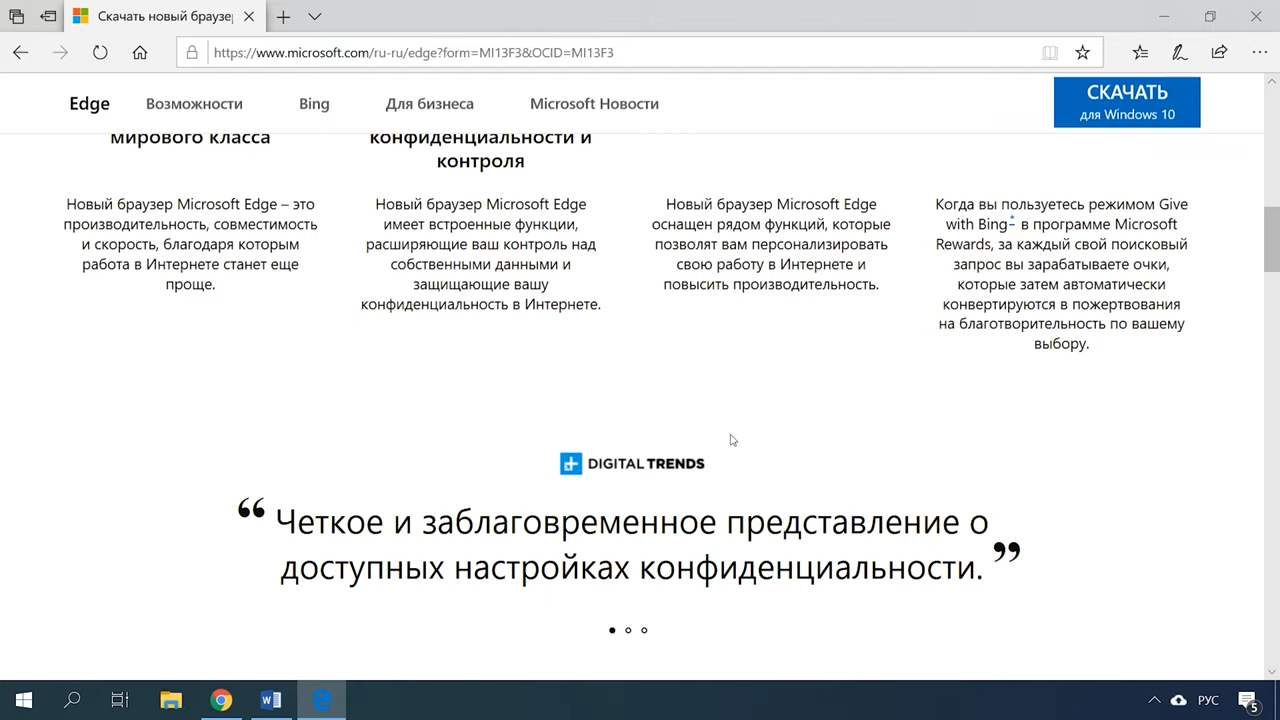 Скачать новый браузер
https://www.microsoft.com/ru-ru/edge?form=MI13F3&OCID=MI13F3
Edge
Возможности
Bing
Для бизнеса
Microsoft Новости
СКАЧАТЬ
для Windows 10
мирового класса
конфиденциальности и
контроля
Новый браузер Microsoft Edge – это
производительность, совместимость
и скорость, благодаря которым
работа в Интернете станет еще
проще.
Новый браузер Microsoft Edge
имеет встроенные функции,
расширяющие ваш контроль над
собственными данными и
защищающие вашу
конфиденциальность в Интернете.
Новый браузер Microsoft Edge
оснащен рядом функций, которые
позволят вам персонализировать
свою работу в Интернете и
повысить производительность.
Когда вы пользуетесь режимом Give
with Bing* в программе Microsoft
Rewards, за каждый свой поисковый
запрос вы зарабатываете очки,
которые затем автоматически
конвертируются в пожертвования
на благотворительность по вашему
выбору.
DIGITAL TRENDS
“ Четкое и заблаговременное представление о
доступных настройках конфиденциальности. ”
РУС
5